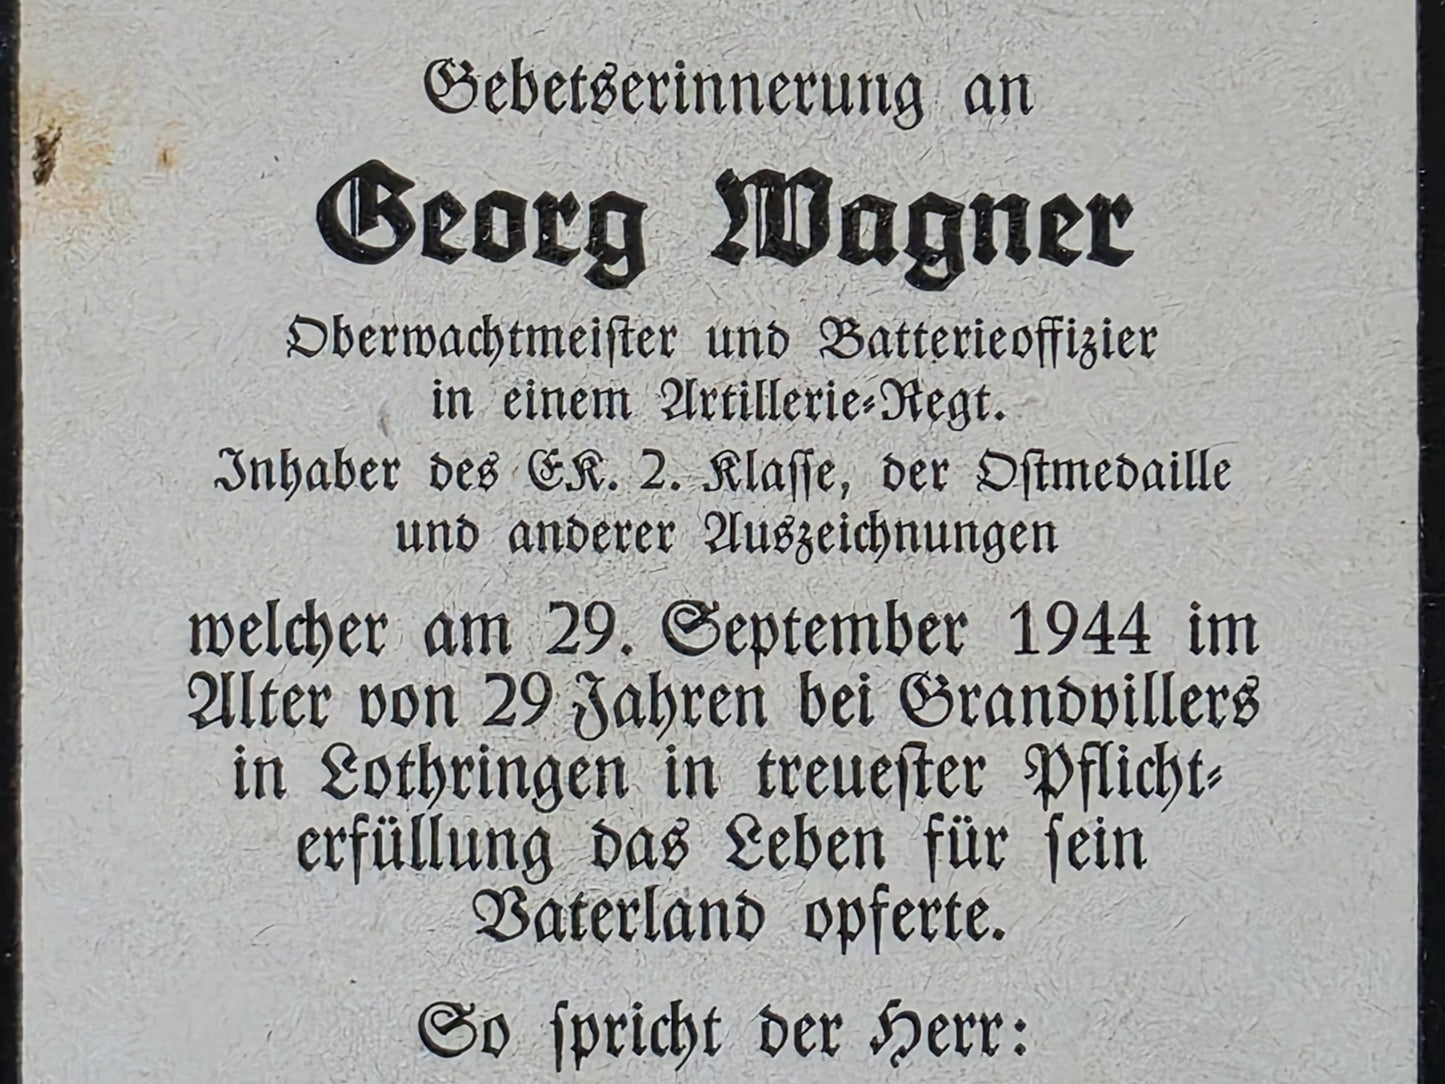 Gebetserinnerung an
Georg Wagner
Oberwachtmeiſter und Batterieoffizier
in einem Artillerie-Regt.
Inhaber des EK. 2. Klaſſe, der Oſtmedaille
und anderer Auszeichnungen
welcher am 29. September 1944 im
Alter von 29 Jahren bei Grandvillers
in Lothringen in treueſter Pflicht-
erfüllung das Leben für ſein
Vaterland opferte.
So ſpricht der Herr: